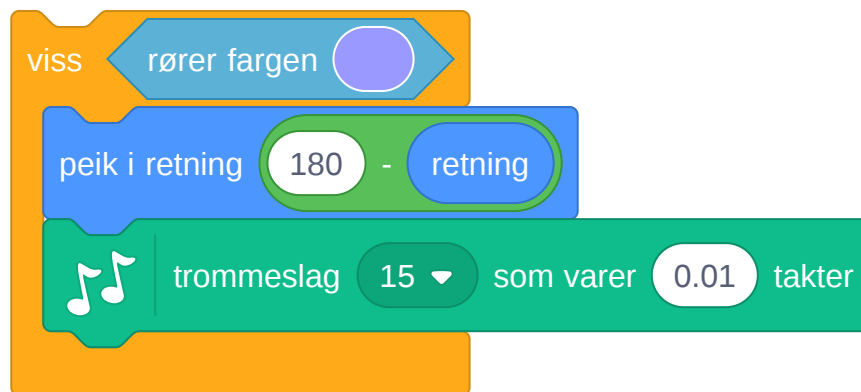 viss rører fargen
peik i retning 180 - retning
trommeslag 15 som varer 0.01 takter